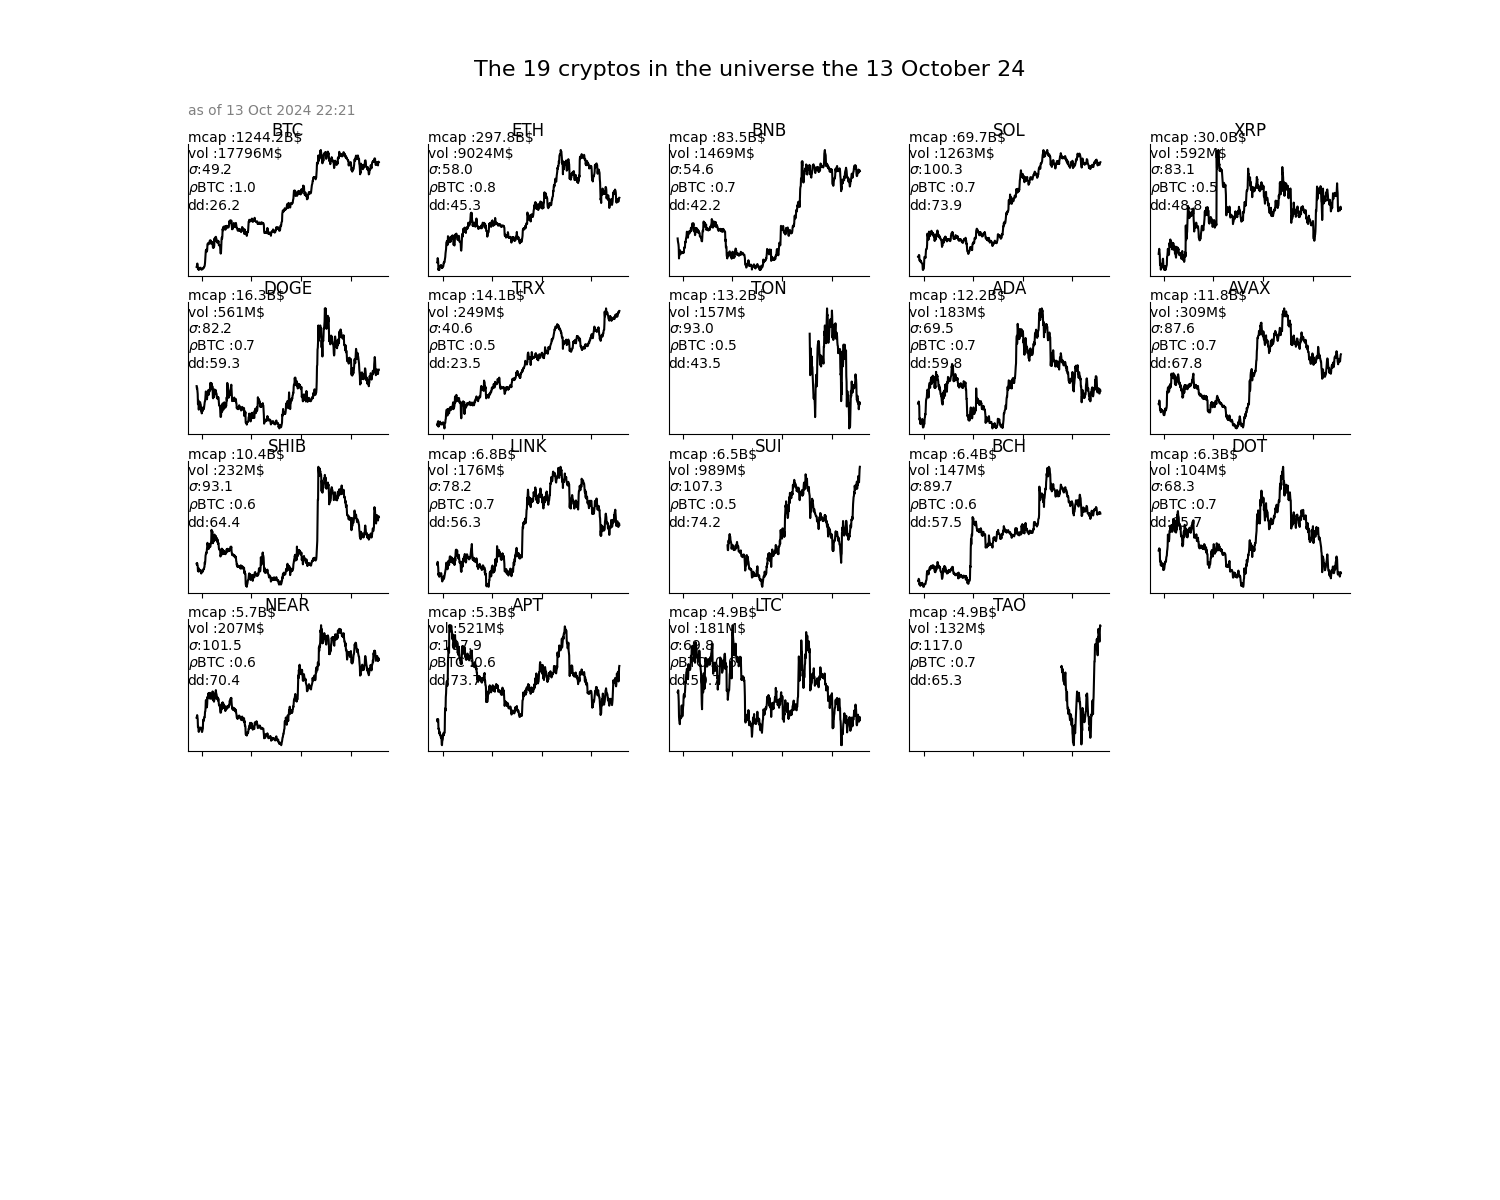 The 19 cryptos in the universe the 13 October 24
as of 13 Oct 2024 22:21
BTC
mcap :1244.2B$
vol :17796M$
σ:49.2
ρBTC :1.0
dd:26.2
ETH
mcap :297.8B$
vol :9024M$
σ:58.0
ρBTC :0.8
dd:45.3
BNB
mcap :83.5B$
vol :1469M$
σ:54.6
ρBTC :0.7
dd:42.2
SOL
mcap :69.7B$
vol :1263M$
σ:100.3
ρBTC :0.7
dd:73.9
XRP
mcap :30.0B$
vol :592M$
σ:83.1
ρBTC :0.5
dd:48.8
DOGE
mcap :16.3B$
vol :561M$
σ:82.2
ρBTC :0.7
dd:59.3
TRX
mcap :14.1B$
vol :249M$
σ:40.6
ρBTC :0.5
dd:23.5
TON
mcap :13.2B$
vol :157M$
σ:93.0
ρBTC :0.5
dd:43.5
ADA
mcap :12.2B$
vol :183M$
σ:69.5
ρBTC :0.7
dd:59.8
AVAX
mcap :11.8B$
vol :309M$
σ:87.6
ρBTC :0.7
dd:67.8
SHIB
mcap :10.4B$
vol :232M$
σ:93.1
ρBTC :0.6
dd:64.4
LINK
mcap :6.8B$
vol :176M$
σ:78.2
ρBTC :0.7
dd:56.3
SUI
mcap :6.5B$
vol :989M$
σ:107.3
ρBTC :0.5
dd:74.2
BCH
mcap :6.4B$
vol :147M$
σ:89.7
ρBTC :0.6
dd:57.5
DOT
mcap :6.3B$
vol :104M$
σ:68.3
ρBTC :0.7
NEAR
mcap :5.7B$
vol :207M$
σ:101.5
ρBTC :0.6
dd:70.4
APT
mcap :5.3B$
vol :521M$
ρBTC :0.6
LTC
mcap :4.9B$
vol :181M$
TAO
mcap :4.9B$
vol :132M$
σ:117.0
ρBTC :0.7
dd:65.3